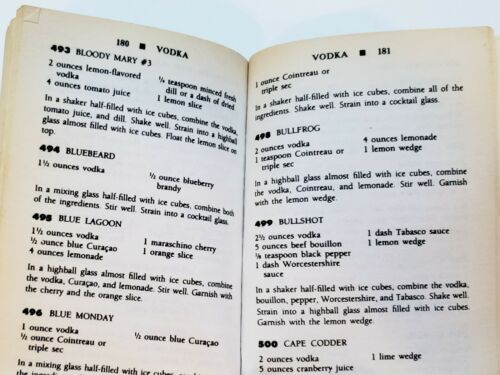 180 ■ VODKA
493 BLOODY MARY #3
2 ounces lemon-flavored
vodka
4 ounces tomato juice
¼ teaspoon minced fresh
dill or a dash of dried
1 lemon slice
In a shaker half-filled with ice cubes, combine the vodka,
tomato juice, and dill. Shake well. Strain into a highball
glass almost filled with ice cubes. Float the lemon slice on
top.
494 BLUEBEARD
1½ ounces vodka
½ ounce blueberry
brandy
In a mixing glass half-filled with ice cubes, combine both
of the ingredients. Stir well. Strain into a cocktail glass.
495 BLUE LAGOON
1½ ounces vodka
½ ounce blue Curaçao
2 ounces lemonade
1 maraschino cherry
1 orange slice
In a highball glass almost filled with ice cubes, combine the
vodka, Curaçao, and lemonade. Stir well. Garnish with
the cherry and the orange slice.
496 BLUE MONDAY
1 ounce vodka
½ ounce Cointreau or
triple sec
½ ounce blue Curaçao
In a mixing glass half-filled with ice cubes, combine all of
VODKA ■ 181
1 ounce Cointreau or
triple sec
In a shaker half-filled with ice cubes, combine all of the
ingredients. Shake well. Strain into a cocktail glass.
498 BULLFROG
2 ounces vodka
1 teaspoon Cointreau or
triple sec
4 ounces lemonade
1 lemon wedge
In a highball glass almost filled with ice cubes, combine
the vodka, Cointreau, and lemonade. Stir well. Garnish
with the lemon wedge.
499 BULLSHOT
2½ ounces vodka
5 ounces beef bouillon
⅛ teaspoon black pepper
1 dash Worcestershire
sauce
1 dash Tabasco sauce
1 lemon wedge
In a shaker half-filled with ice cubes, combine the vodka,
bouillon, pepper, Worcestershire, and Tabasco. Shake well.
Strain into a highball glass almost filled with ice cubes.
Garnish with the lemon wedge.
500 CAPE CODDER
2 ounces vodka
5 ounces cranberry juice
1 lime wedge